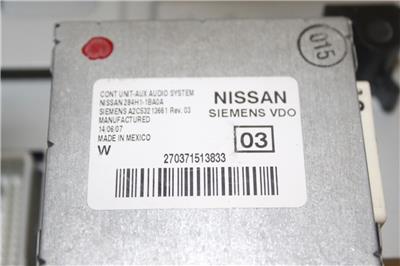 015
CONT UNIT-AUX AUDIO SYSTEM
NISSAN 284H1-1BA0A
SIEMENS A2C53213661 Rev. 03
MANUFACTURED
14:06:07
MADE IN MEXICO
W
270371513833
NISSAN
SIEMENS VDO
03